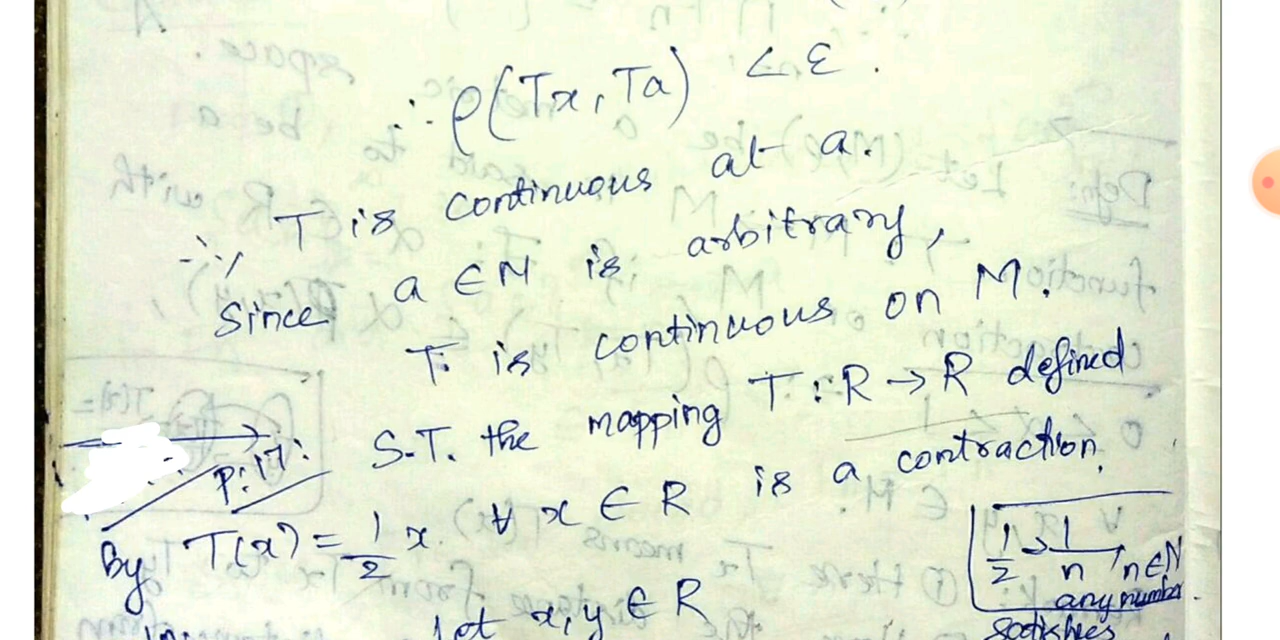 ∴ ρ(Tx, Ta) < ε.
∴ T is continuous at a.
Since a ∈ M is arbitrary,
T is continuous on M.
P:17: S.T. the mapping T : R → R defined
By T(x) = 1/2 x ∀ x ∈ R is a contraction.
1/2 → 1/n, n ∈ N
any number
satisfies
Let x, y ∈ R